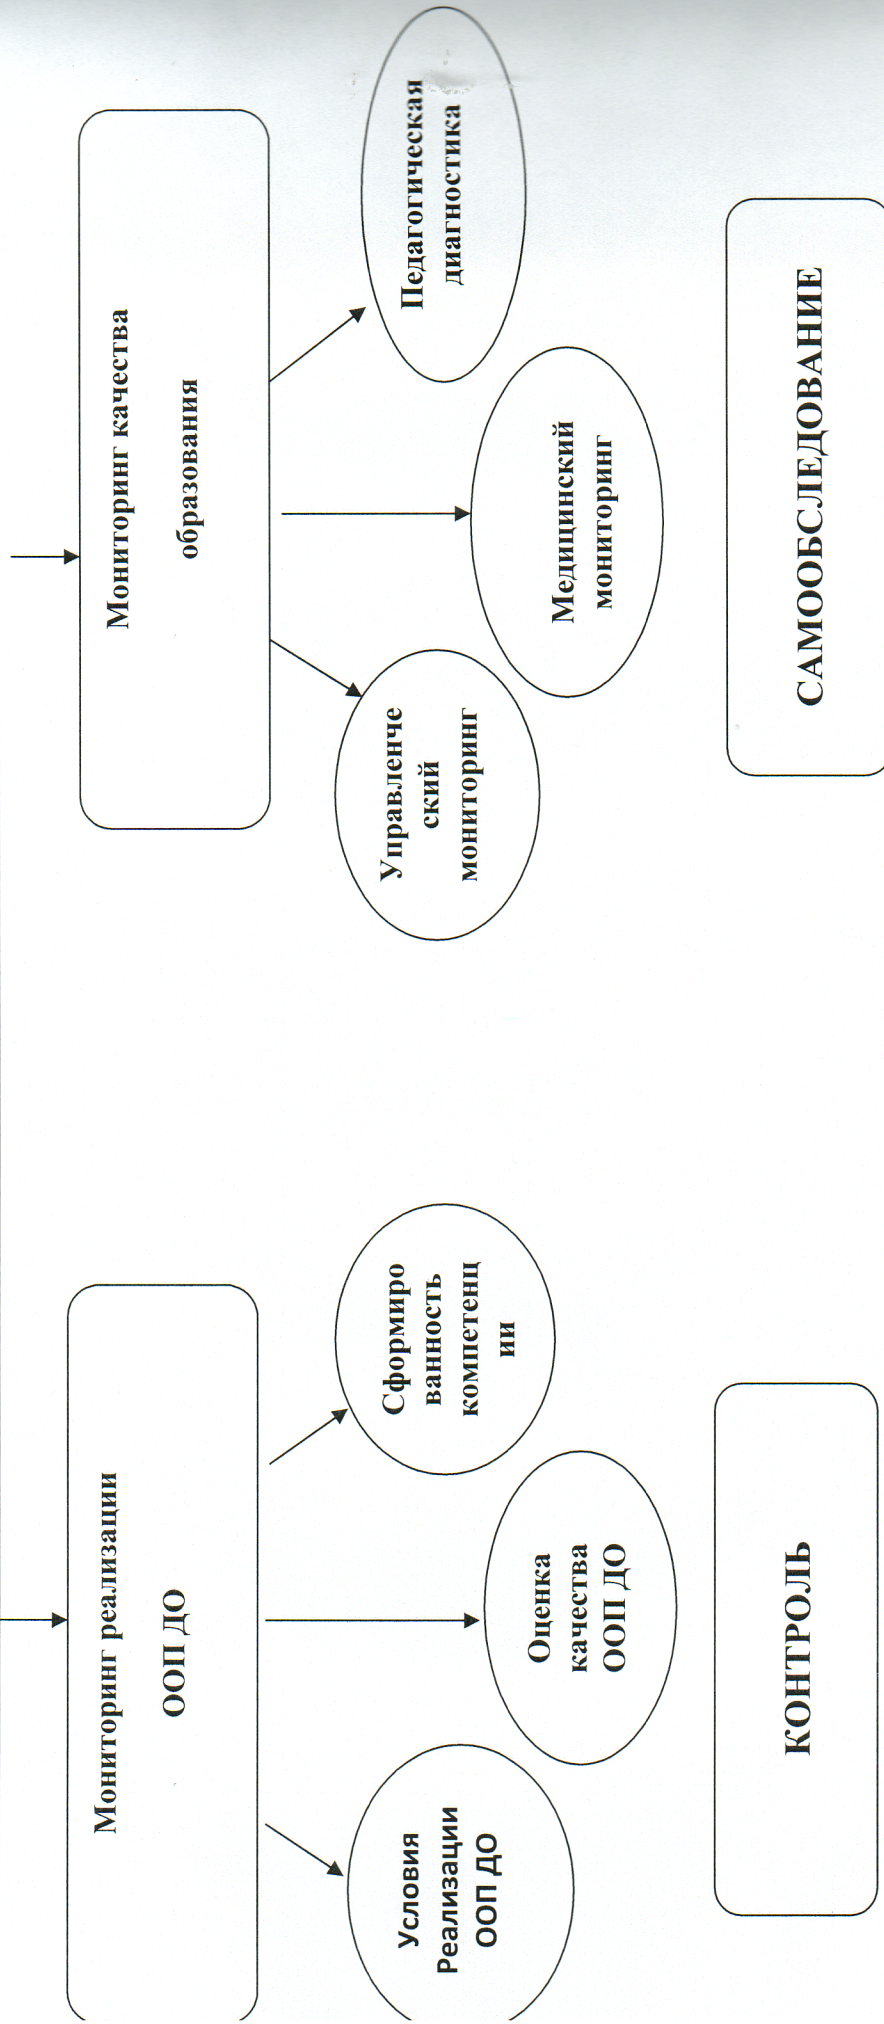 Мониторинг реализации
ООП ДО
Условия
Реализации
ООП ДО
Оценка
качества
ООП ДО
Сформиро
ванность
компетенц
ии
КОНТРОЛЬ
Мониторинг качества
образования
Управленче
ский
мониторинг
Медицинский
мониторинг
Педагогическая
диагностика
САМООБСЛЕДОВАНИЕ